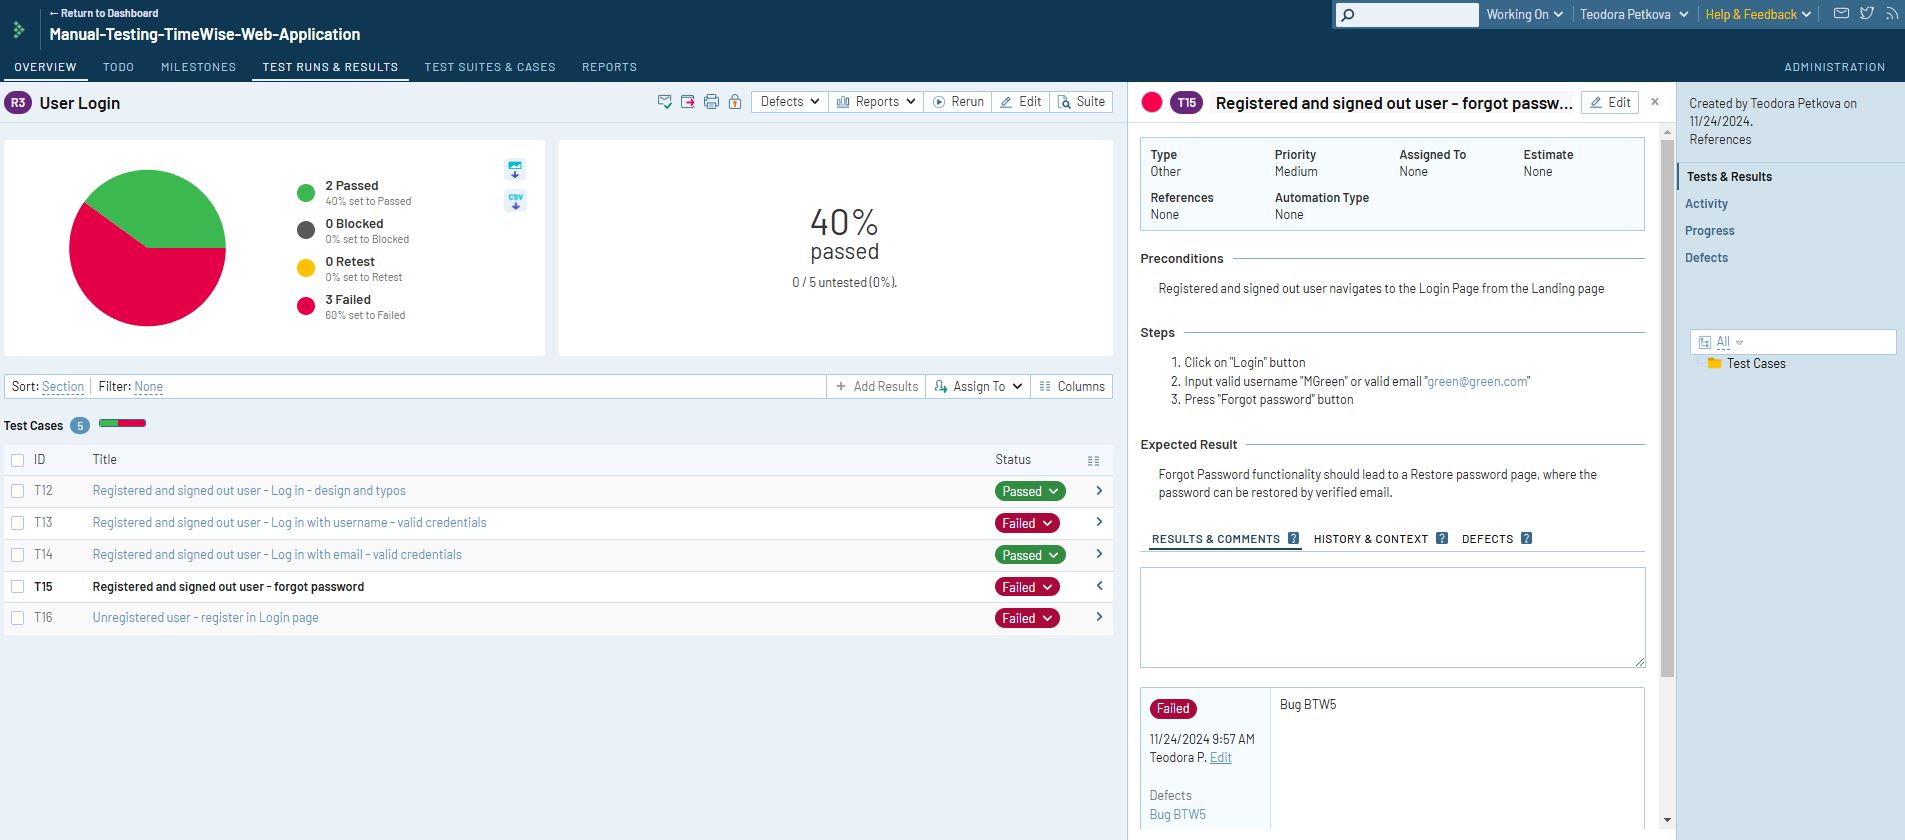 ← Return to Dashboard
Manual-Testing-TimeWise-Web-Application
Working On
Teodora Petkova
Help & Feedback
OVERVIEW
TODO
MILESTONES
TEST RUNS & RESULTS
TEST SUITES & CASES
REPORTS
ADMINISTRATION
R3 User Login
Defects
Reports
Rerun
Edit
Suite
2 Passed
40% set to Passed
0 Blocked
0% set to Blocked
0 Retest
0% set to Retest
3 Failed
60% set to Failed
CSV
40%
passed
0 / 5 untested (0%).
Sort: Section
Filter: None
+ Add Results
Assign To
Columns
Test Cases 5
ID Title Status
T12 Registered and signed out user - Log in - design and typos Passed
T13 Registered and signed out user - Log in with username - valid credentials Failed
T14 Registered and signed out user - Log in with email - valid credentials Passed
T15 Registered and signed out user - forgot password Failed
T16 Unregistered user - register in Login page Failed
T15 Registered and signed out user - forgot passw...
Edit
×
Type Priority Assigned To Estimate
Other Medium None None
References Automation Type
None None
Preconditions
Registered and signed out user navigates to the Login Page from the Landing page
Steps
1. Click on "Login" button
2. Input valid username "MGreen" or valid email "green@green.com"
3. Press "Forgot password" button
Expected Result
Forgot Password functionality should lead to a Restore password page, where the
password can be restored by verified email.
RESULTS & COMMENTS ? HISTORY & CONTEXT ? DEFECTS ?
Failed
11/24/2024 9:57 AM
Teodora P. Edit
Defects
Bug BTW5
Bug BTW5
Created by Teodora Petkova on
11/24/2024.
References
Tests & Results
Activity
Progress
Defects
All
Test Cases